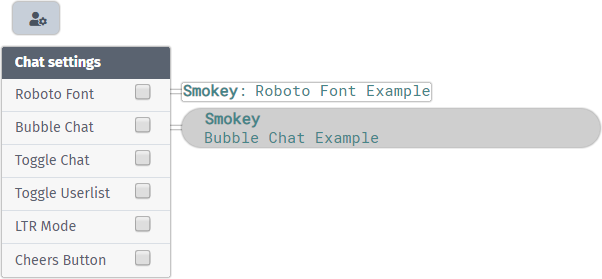 Chat settings
Roboto Font
Smokey: Roboto Font Example
Bubble Chat
Smokey
Bubble Chat Example
Toggle Chat
Toggle Userlist
LTR Mode
Cheers Button